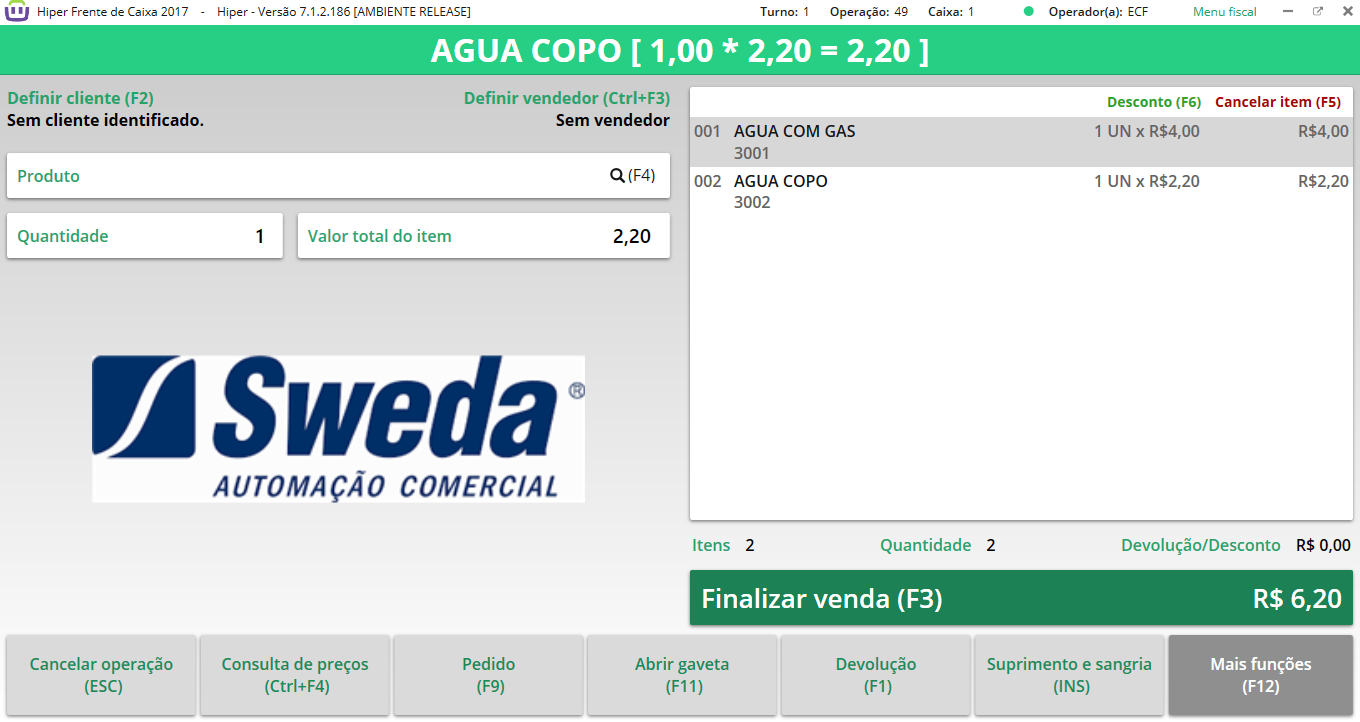 Hiper Frente de Caixa 2017 - Hiper - Versão 7.1.2.186 [AMBIENTE RELEASE] Turno: 1 Operação: 49 Caixa: 1 Operador(a): ECF Menu fiscal
AGUA COPO [ 1,00 * 2,20 = 2,20 ]
Definir cliente (F2) Definir vendedor (Ctrl+F3)
Sem cliente identificado. Sem vendedor
Produto (F4)
Quantidade 1 Valor total do item 2,20
Sweda ®
AUTOMAÇÃO COMERCIAL
Desconto (F6) Cancelar item (F5)
001 AGUA COM GAS 1 UN x R$4,00 R$4,00
3001
002 AGUA COPO 1 UN x R$2,20 R$2,20
3002
Itens 2 Quantidade 2 Devolução/Desconto R$ 0,00
Finalizar venda (F3) R$ 6,20
Cancelar operação
(ESC)
Consulta de preços
(Ctrl+F4)
Pedido
(F9)
Abrir gaveta
(F11)
Devolução
(F1)
Suprimento e sangria
(INS)
Mais funções
(F12)